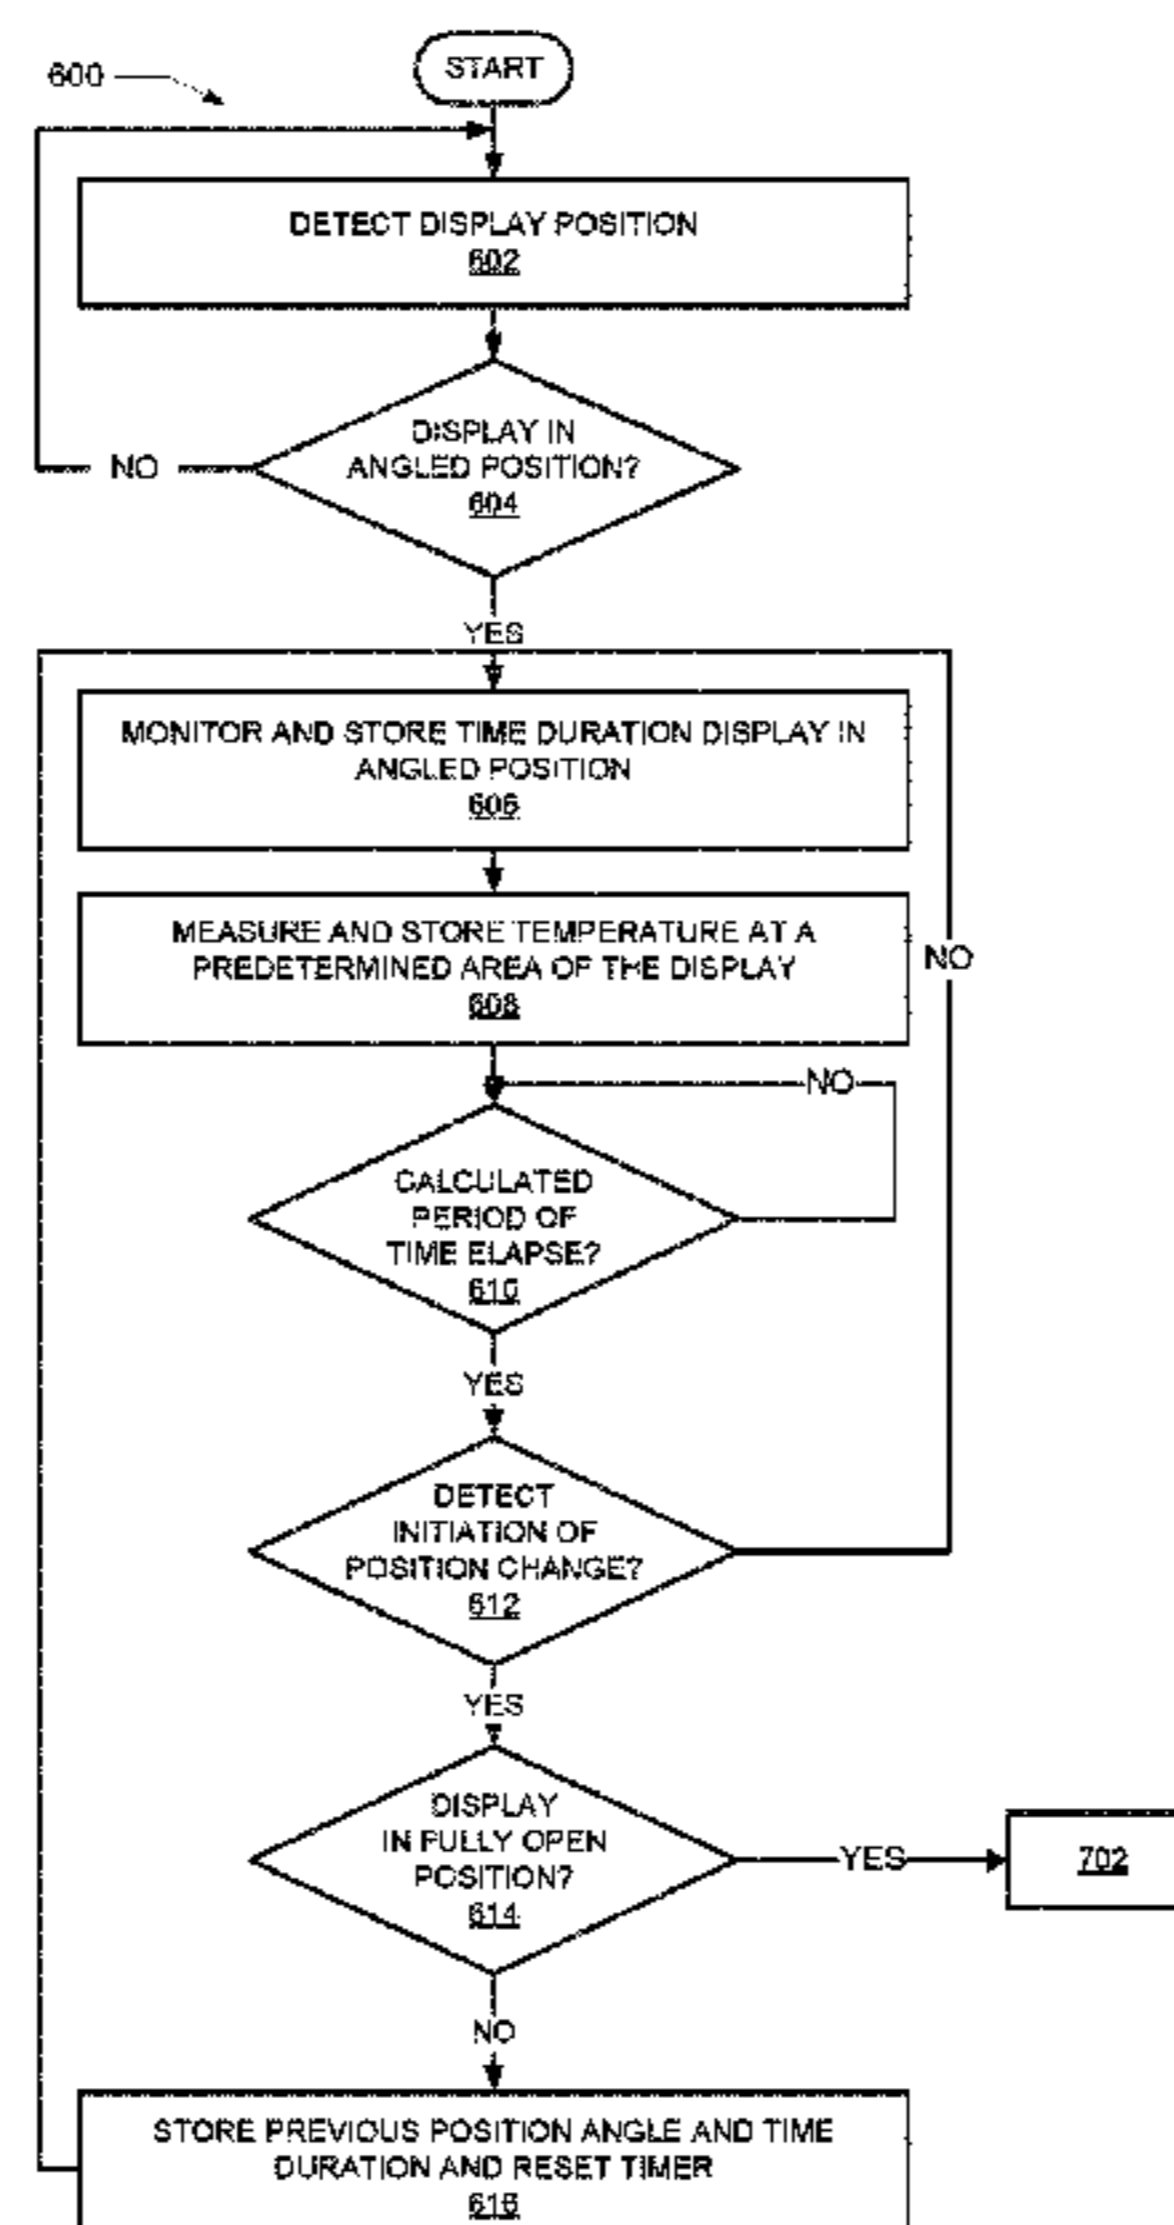 START
600
DETECT DISPLAY POSITION
602
DISPLAY IN
ANGLED POSITION?
604
NO
YES
MONITOR AND STORE TIME DURATION DISPLAY IN
ANGLED POSITION
606
MEASURE AND STORE TEMPERATURE AT A
PREDETERMINED AREA OF THE DISPLAY
608
NO
NO
CALCULATED
PERIOD OF
TIME ELAPSE?
610
YES
DETECT
INITIATION OF
POSITION CHANGE?
612
YES
DISPLAY
IN FULLY OPEN
POSITION?
614
YES
702
NO
STORE PREVIOUS POSITION ANGLE AND TIME
DURATION AND RESET TIMER
616